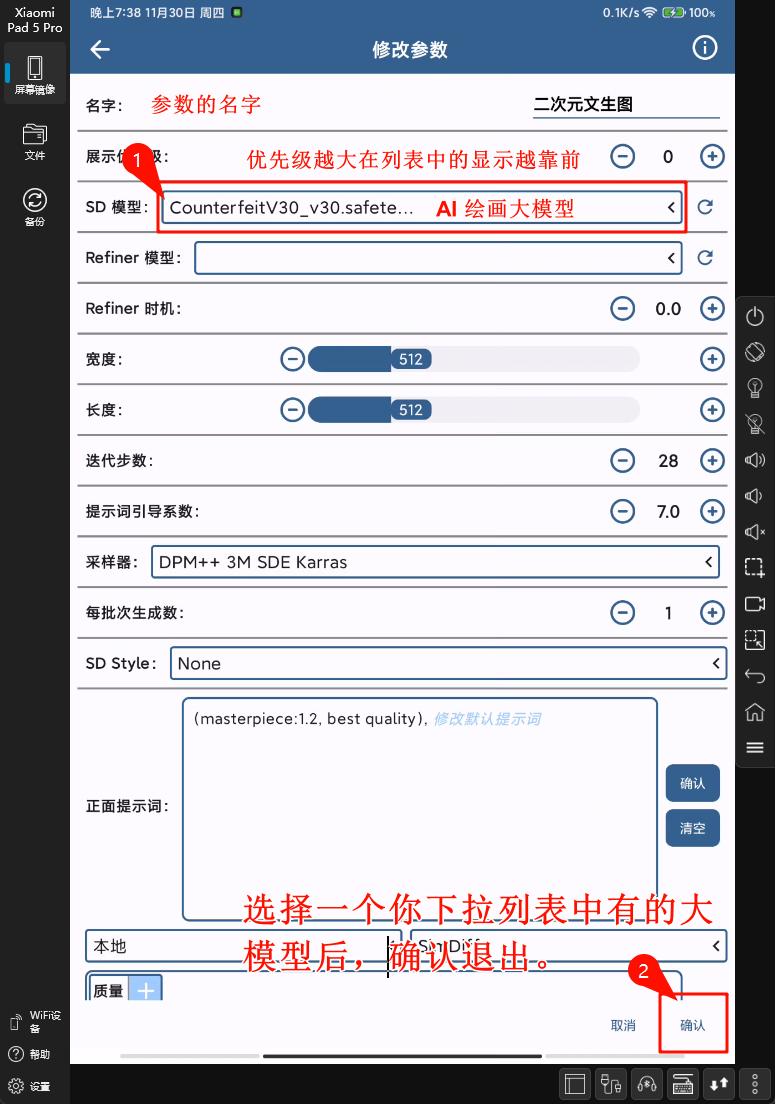 Xiaomi
Pad 5 Pro
屏幕镜像
文件
备份
WiFi设
备
帮助
设置
晚上7:38 11月30日 周四
0.1K/s
100%
修改参数
名字： 参数的名字 二次元文生图
展示优 级： 优先级越大在列表中的显示越靠前 0
1
SD 模型： CounterfeitV30_v30.safete... AI 绘画大模型
Refiner 模型：
Refiner 时机： 0.0
宽度： 512
长度： 512
迭代步数： 28
提示词引导系数： 7.0
采样器： DPM++ 3M SDE Karras
每批次生成数： 1
SD Style： None
(masterpiece:1.2, best quality), 修改默认提示词
正面提示词：
确认
清空
选择一个你下拉列表中有的大
模型后，确认退出。
本地
质量 +
2
取消 确认